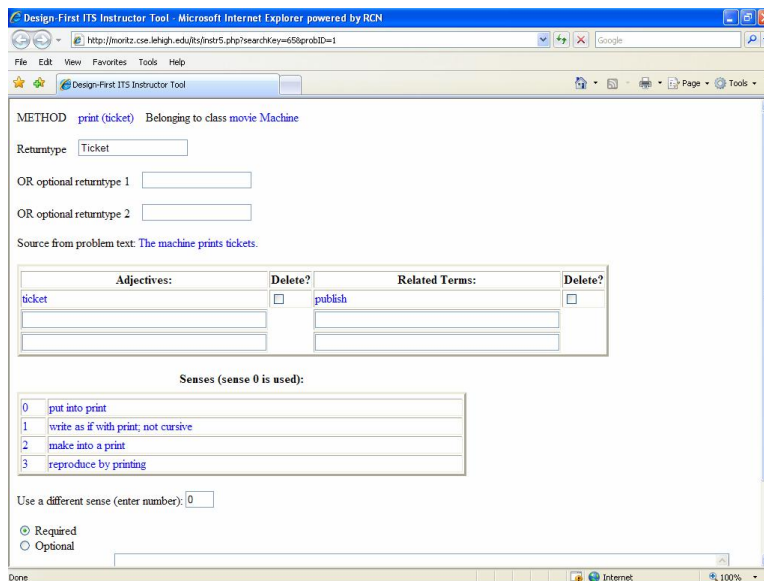 Design-First ITS Instructor Tool - Microsoft Internet Explorer powered by RCN
http://moritz.cse.lehigh.edu/its/instr5.php?searchKey=65&probID=1
Google
File Edit View Favorites Tools Help
Design-First ITS Instructor Tool
Page Tools
METHOD print (ticket) Belonging to class movie Machine
Returntype Ticket
OR optional returntype 1
OR optional returntype 2
Source from problem text: The machine prints tickets.
Adjectives: Delete? Related Terms: Delete?
ticket publish
Senses (sense 0 is used):
0 put into print
1 write as if with print; not cursive
2 make into a print
3 reproduce by printing
Use a different sense (enter number): 0
Required
Optional
Done Internet 100%